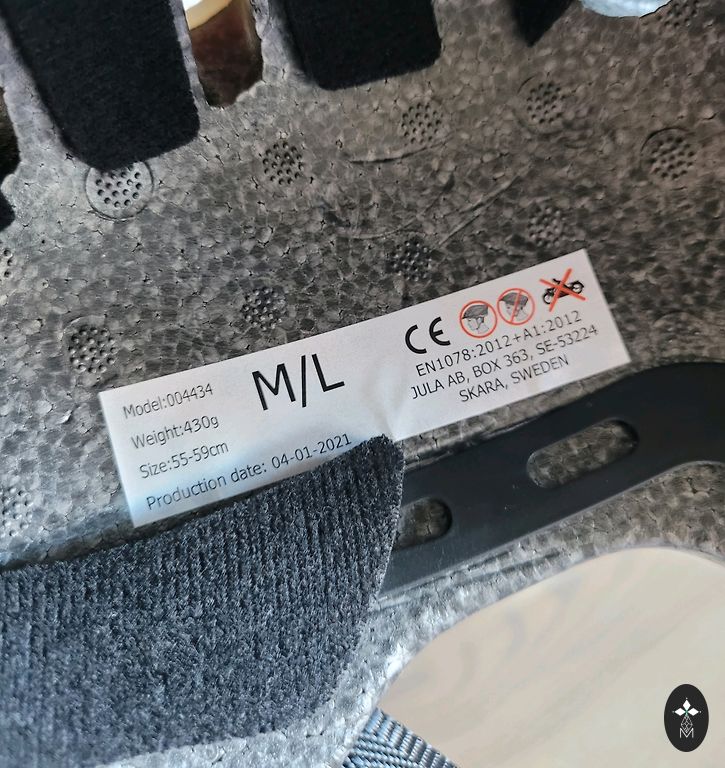 Model:004434
Weight:430g
Size:55-59cm
Production date: 04-01-2021
M/L
CE
EN1078:2012+A1:2012
JULA AB, BOX 363, SE-53224
SKARA, SWEDEN
M